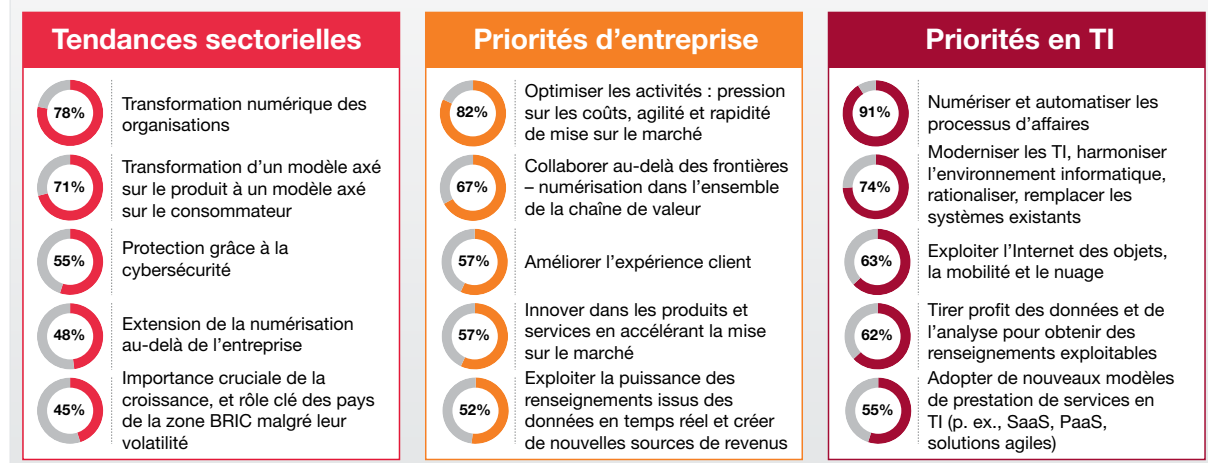 Tendances sectorielles
78%
Transformation numérique des
organisations
71%
Transformation d’un modèle axé
sur le produit à un modèle axé
sur le consommateur
55%
Protection grâce à la
cybersécurité
48%
Extension de la numérisation
au-delà de l’entreprise
45%
Importance cruciale de la
croissance, et rôle clé des pays
de la zone BRIC malgré leur
volatilité
Priorités d’entreprise
82%
Optimiser les activités : pression
sur les coûts, agilité et rapidité
de mise sur le marché
67%
Collaborer au-delà des frontières
– numérisation dans l’ensemble
de la chaîne de valeur
57%
Améliorer l’expérience client
57%
Innover dans les produits et
services en accélérant la mise
sur le marché
52%
Exploiter la puissance des
renseignements issus des
données en temps réel et créer
de nouvelles sources de revenus
Priorités en TI
91%
Numériser et automatiser les
processus d’affaires
74%
Moderniser les TI, harmoniser
l’environnement informatique,
rationaliser, remplacer les
systèmes existants
63%
Exploiter l’Internet des objets,
la mobilité et le nuage
62%
Tirer profit des données et de
l’analyse pour obtenir des
renseignements exploitables
55%
Adopter de nouveaux modèles
de prestation de services en
TI (p. ex., SaaS, PaaS,
solutions agiles)